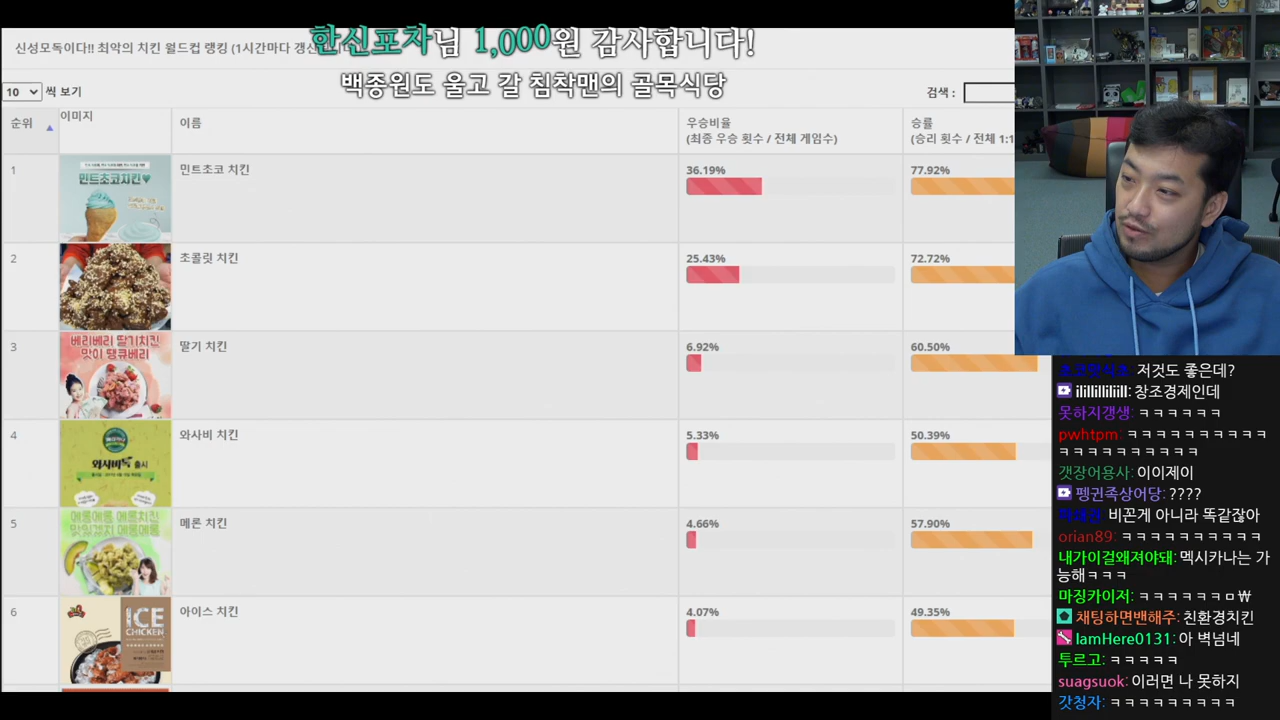 한신포차님 1,000원 감사합니다!
신성모독이다!! 최악의 치킨 월드컵 랭킹 (1시간마다
백종원도 울고 갈 침착맨의 골목식당
10 씩 보기
검색 :
순위
이미지
이름
우승비율
(최종 우승 횟수 / 전체 게임수)
승률
(승리 횟수 / 전체 1:1
1
민트초코치킨♥
민트초코 치킨
36.19%
77.92%
2
초콜릿 치킨
25.43%
72.72%
3
베리베리 딸기치킨
맛이 땡큐베리
딸기 치킨
6.92%
60.50%
4
와사비톡 출시
와사비 치킨
5.33%
50.39%
5
메롱메롱 메론치킨
메론 치킨
4.66%
57.90%
6
ICE
CHICKEN
아이스 치킨
4.07%
49.35%
저것도 좋은데?
ilillilililill: 창조경제인데
못하지갱생: ㅋㅋㅋㅋㅋㅋ
pwhtpm: ㅋㅋㅋㅋㅋㅋㅋㅋㅋㅋ
ㅋㅋㅋㅋㅋㅋㅋㅋㅋㅋ
갯장어용사: 이이제이
펭귄족상어당: ????
비꼰게 아니라 똑같잖아
orian89: ㅋㅋㅋㅋㅋㅋㅋㅋㅋㅋ
내가이걸왜져야돼: 멕시카나는 가
능해ㅋㅋㅋ
마징카이저: ㅋㅋㅋㅋㅋㅋㅁ₩
채팅하면밴해주: 친환경치킨
IamHere0131: 아 벽넘네
투르고: ㅋㅋㅋㅋㅋ
suagsuok: 이러면 나 못하지
갓청자: ㅋㅋㅋㅋㅋㅋㅋㅋㅋ